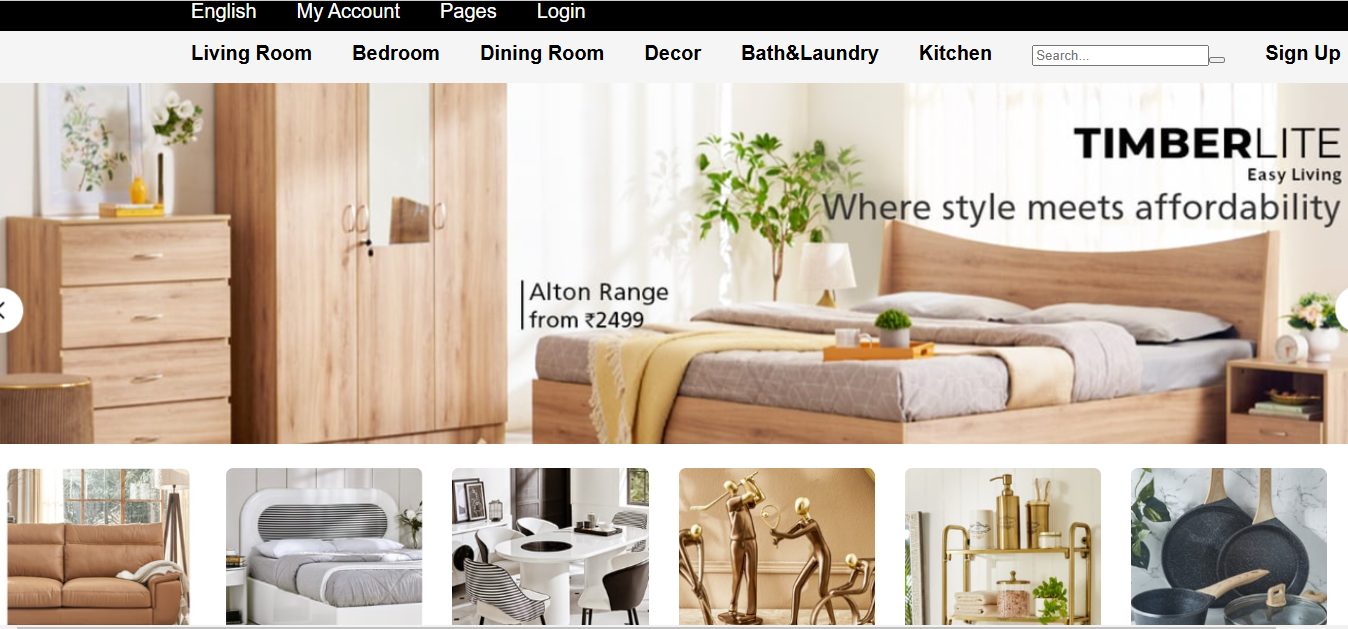 English My Account Pages Login
Living Room Bedroom Dining Room Decor Bath&Laundry Kitchen Search... Sign Up
TIMBERLITE
Easy Living
Where style meets affordability
Alton Range
from ₹2499